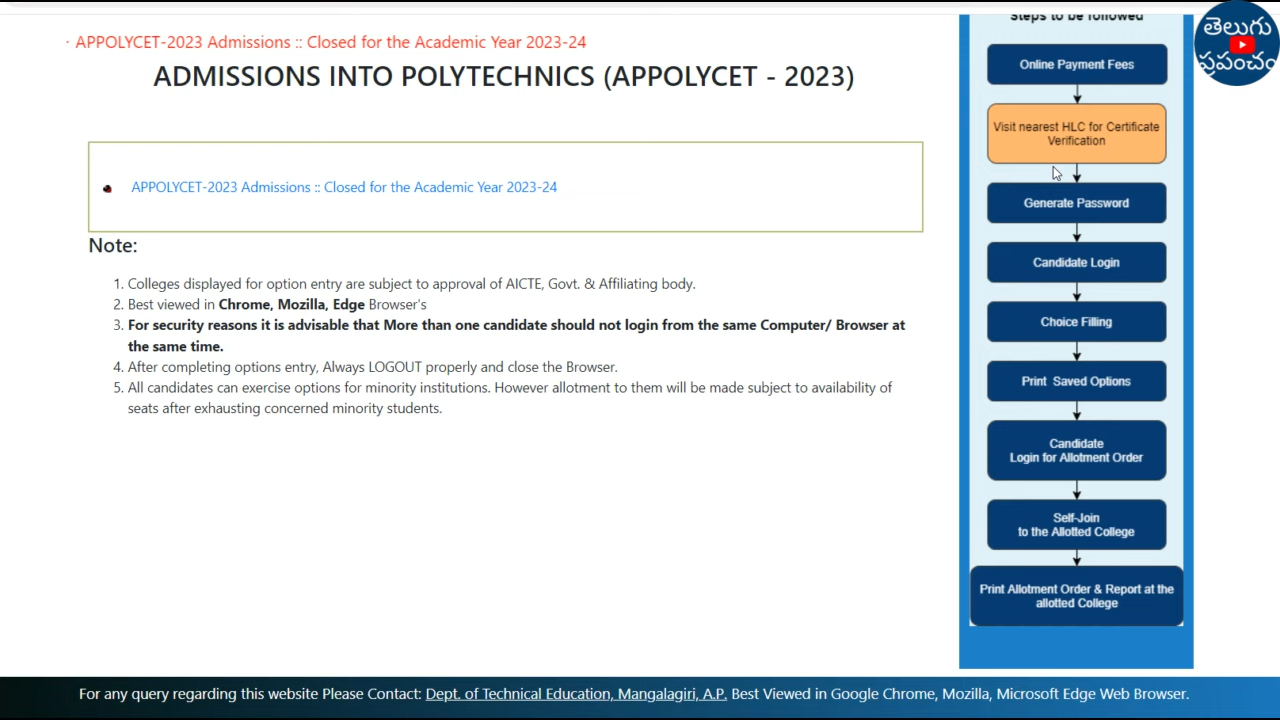 · APPOLYCET-2023 Admissions :: Closed for the Academic Year 2023-24
ADMISSIONS INTO POLYTECHNICS (APPOLYCET - 2023)
APPOLYCET-2023 Admissions :: Closed for the Academic Year 2023-24
Note:
1. Colleges displayed for option entry are subject to approval of AICTE, Govt. & Affiliating body.
2. Best viewed in Chrome, Mozilla, Edge Browser's
3. For security reasons it is advisable that More than one candidate should not login from the same Computer/ Browser at
the same time.
4. After completing options entry, Always LOGOUT properly and close the Browser.
5. All candidates can exercise options for minority institutions. However allotment to them will be made subject to availability of
seats after exhausting concerned minority students.
Steps to be followed
Online Payment Fees
Visit nearest HLC for Certificate
Verification
Generate Password
Candidate Login
Choice Filling
Print Saved Options
Candidate
Login for Allotment Order
Self-Join
to the Allotted College
Print Allotment Order & Report at the
allotted College
తెలుగు
ప్రపంచం
For any query regarding this website Please Contact: Dept. of Technical Education, Mangalagiri, A.P. Best Viewed in Google Chrome, Mozilla, Microsoft Edge Web Browser.